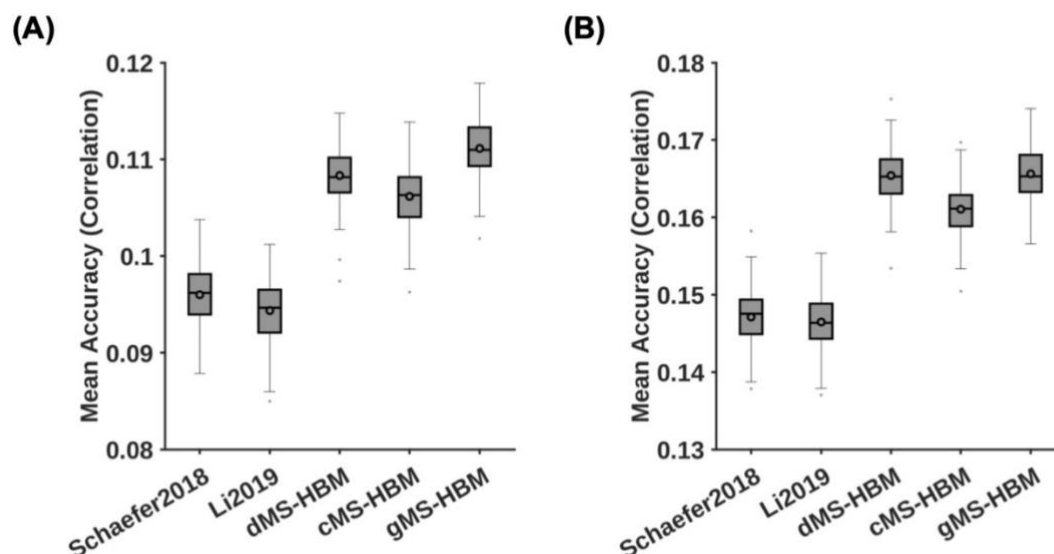 (A)
Mean Accuracy (Correlation)
0.12
0.11
0.1
0.09
0.08
Schaefer2018
Li2019
dMS-HBM
cMS-HBM
gMS-HBM
(B)
Mean Accuracy (Correlation)
0.18
0.17
0.16
0.15
0.14
0.13
Schaefer2018
Li2019
dMS-HBM
cMS-HBM
gMS-HBM